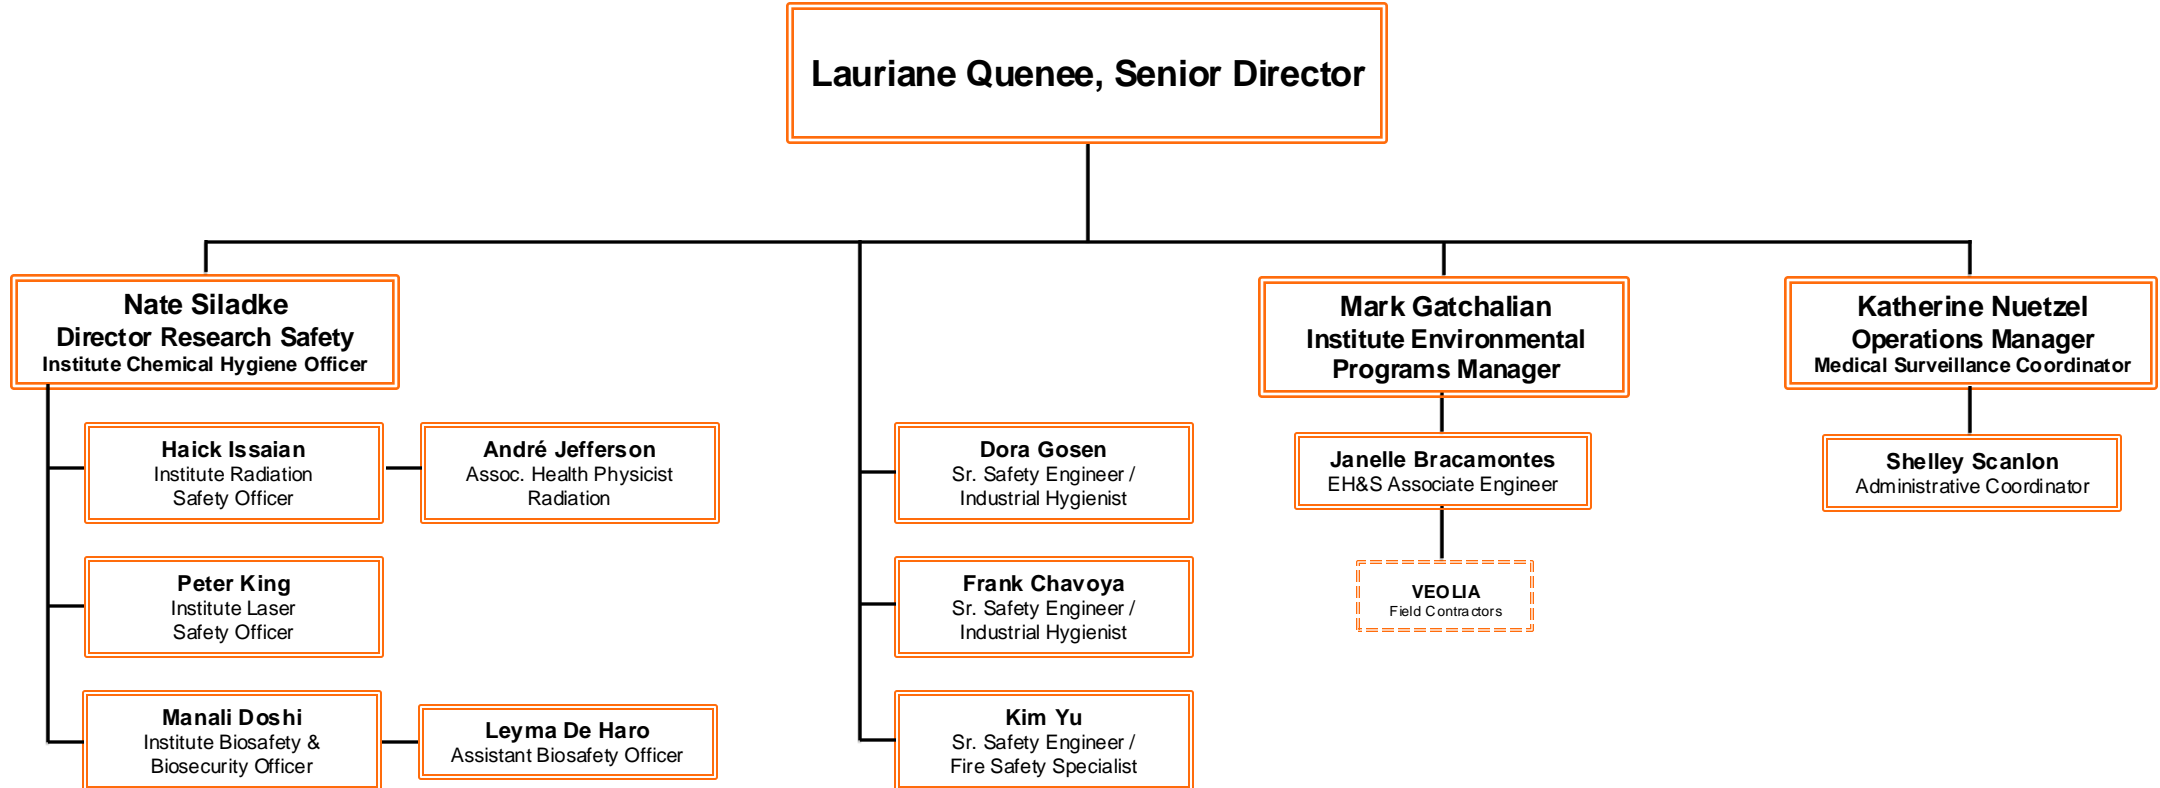 Lauriane Quenee, Senior Director
Nate Siladke
Director Research Safety
Institute Chemical Hygiene Officer
Mark Gatchalian
Institute Environmental
Programs Manager
Katherine Nuetzel
Operations Manager
Medical Surveillance Coordinator
Haick Issaian
Institute Radiation
Safety Officer
André Jefferson
Assoc. Health Physicist
Radiation
Dora Gosen
Sr. Safety Engineer /
Industrial Hygienist
Janelle Bracamontes
EH&S Associate Engineer
Shelley Scanlon
Administrative Coordinator
Peter King
Institute Laser
Safety Officer
Frank Chavoya
Sr. Safety Engineer /
Industrial Hygienist
VEOLIA
Field Contractors
Manali Doshi
Institute Biosafety &
Biosecurity Officer
Leyma De Haro
Assistant Biosafety Officer
Kim Yu
Sr. Safety Engineer /
Fire Safety Specialist